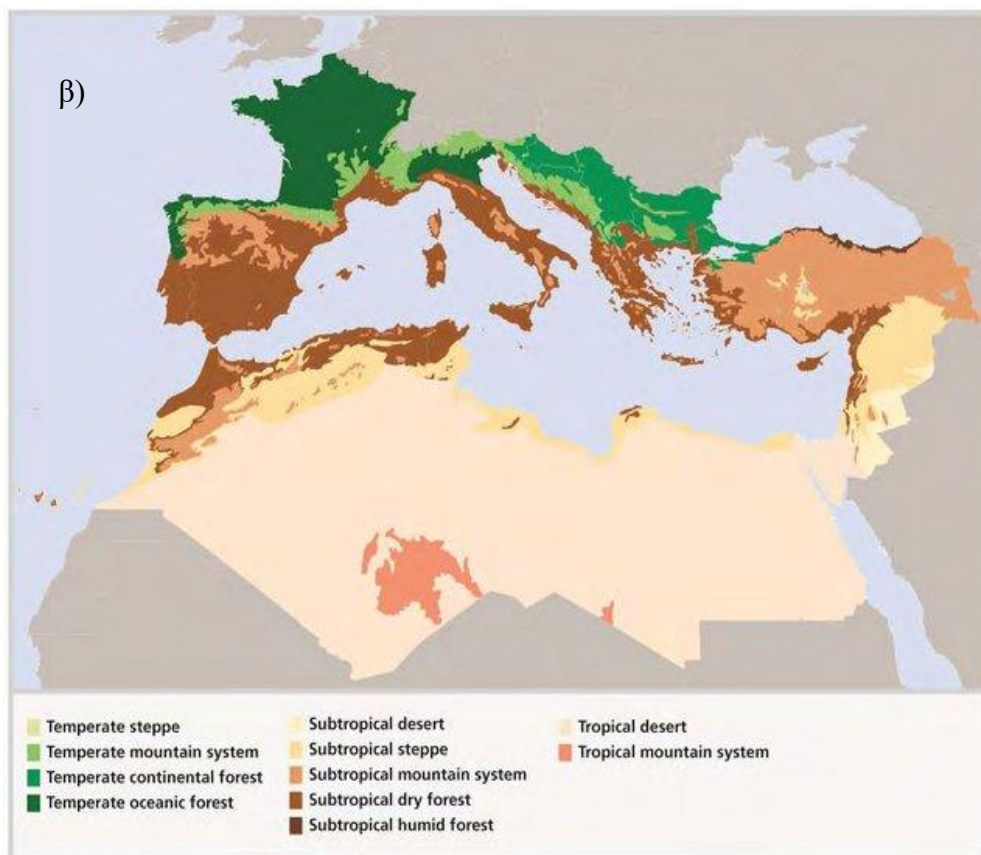 β)
Temperate steppe
Temperate mountain system
Temperate continental forest
Temperate oceanic forest
Subtropical desert
Subtropical steppe
Subtropical mountain system
Subtropical dry forest
Subtropical humid forest
Tropical desert
Tropical mountain system